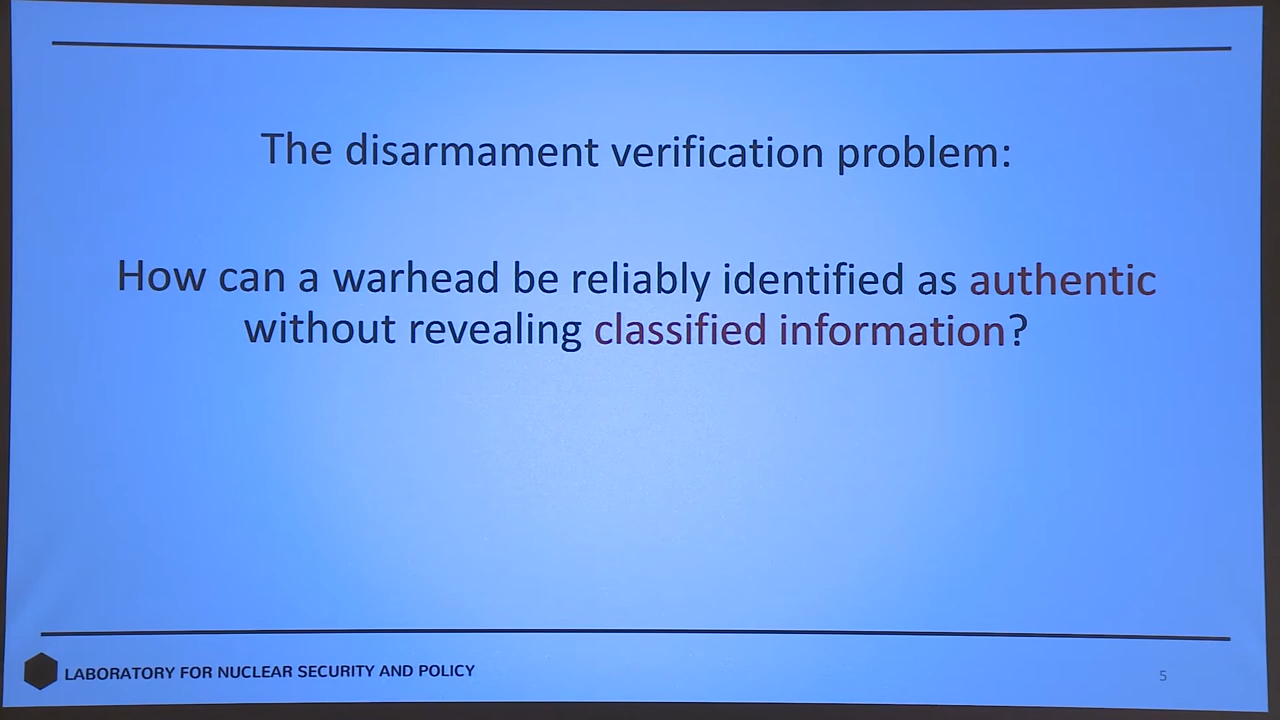 The disarmament verification problem:
How can a warhead be reliably identified as authentic
without revealing classified information?
LABORATORY FOR NUCLEAR SECURITY AND POLICY
5